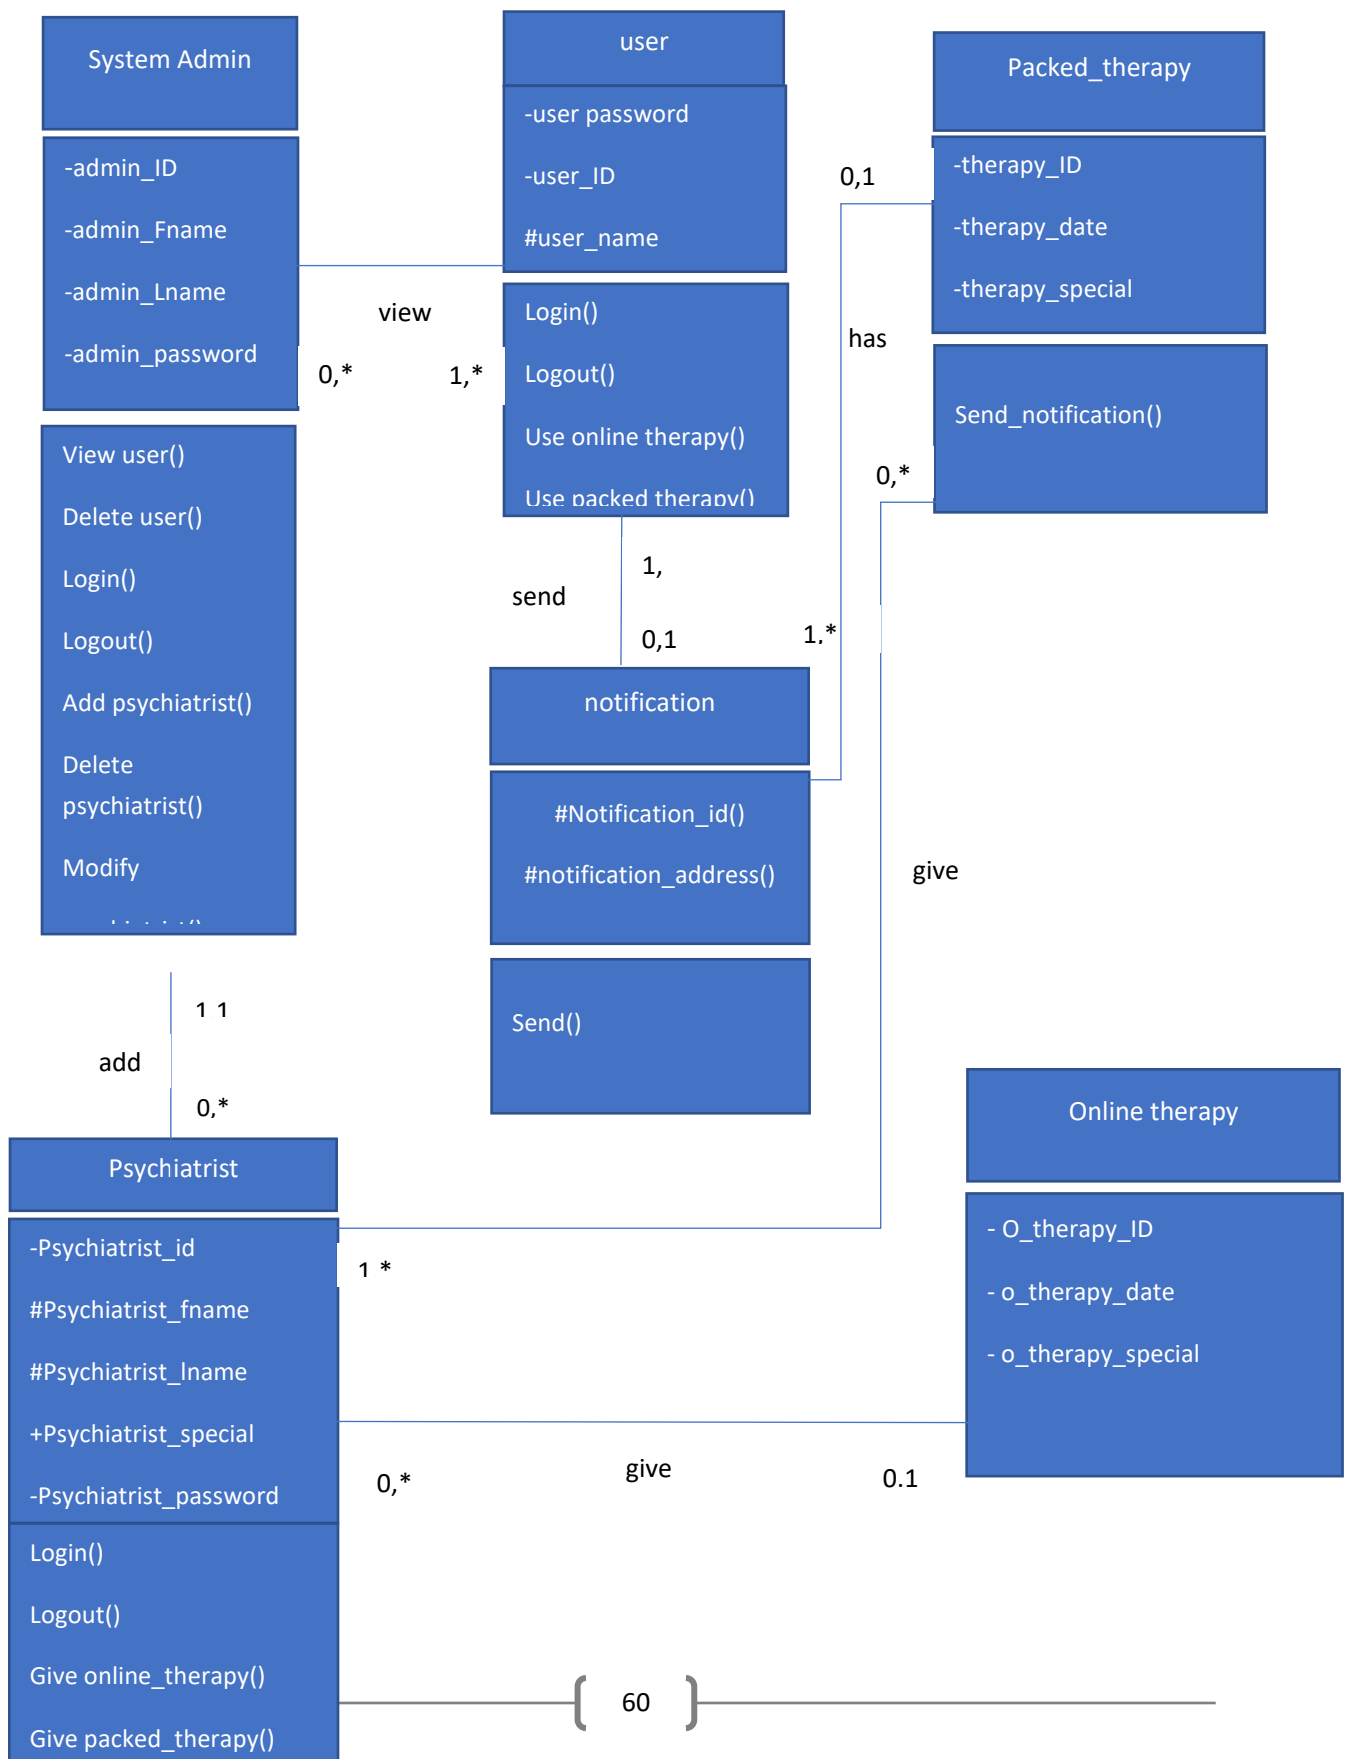 System Admin
-admin_ID
-admin_Fname
-admin_Lname
-admin_password
View user()
Delete user()
Login()
Logout()
Add psychiatrist()
Delete
psychiatrist()
Modify
view
0,*
1,*
user
-user password
-user_ID
#user_name
Login()
Logout()
Use online therapy()
Use packed therapy()
send
1,
0,1
notification
#Notification_id()
#notification_address()
Send()
Packed_therapy
-therapy_ID
-therapy_date
-therapy_special
Send_notification()
0,1
has
1,*
0,*
give
1 *
add
1 1
0,*
Psychiatrist
-Psychiatrist_id
#Psychiatrist_fname
#Psychiatrist_lname
+Psychiatrist_special
-Psychiatrist_password
Login()
Logout()
Give online_therapy()
Give packed_therapy()
0,*
give
0.1
Online therapy
- O_therapy_ID
- o_therapy_date
- o_therapy_special
60